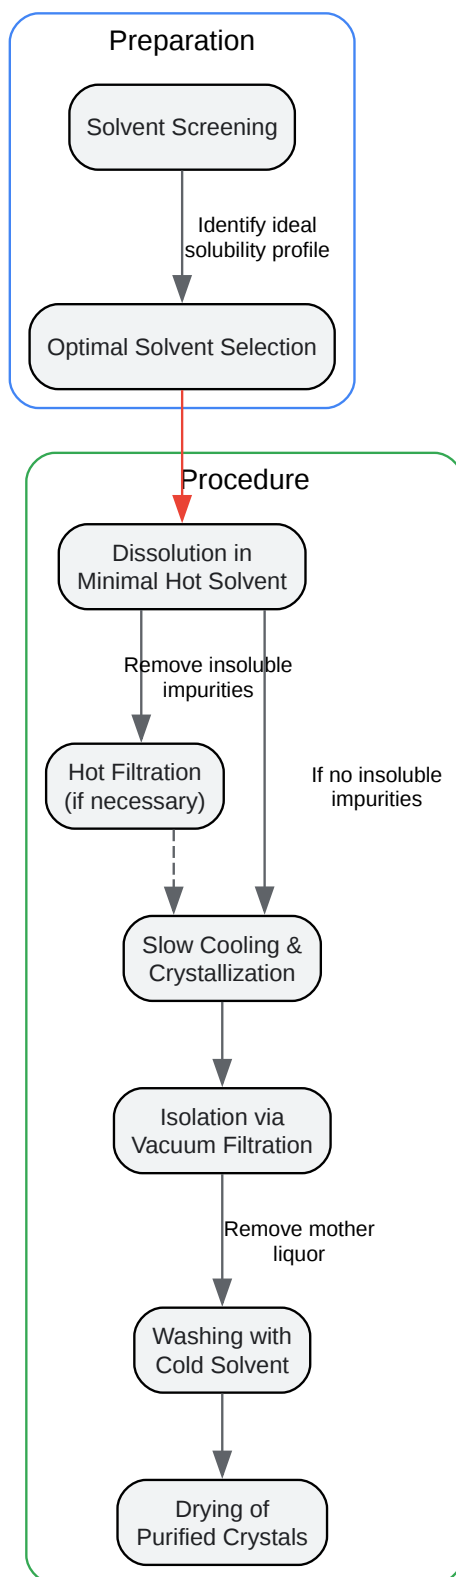 Preparation
Solvent Screening
Identify ideal
solubility profile
Optimal Solvent Selection
Procedure
Dissolution in
Minimal Hot Solvent
Remove insoluble
impurities
Hot Filtration
(if necessary)
If no insoluble
impurities
Slow Cooling &
Crystallization
Isolation via
Vacuum Filtration
Remove mother
liquor
Washing with
Cold Solvent
Drying of
Purified Crystals